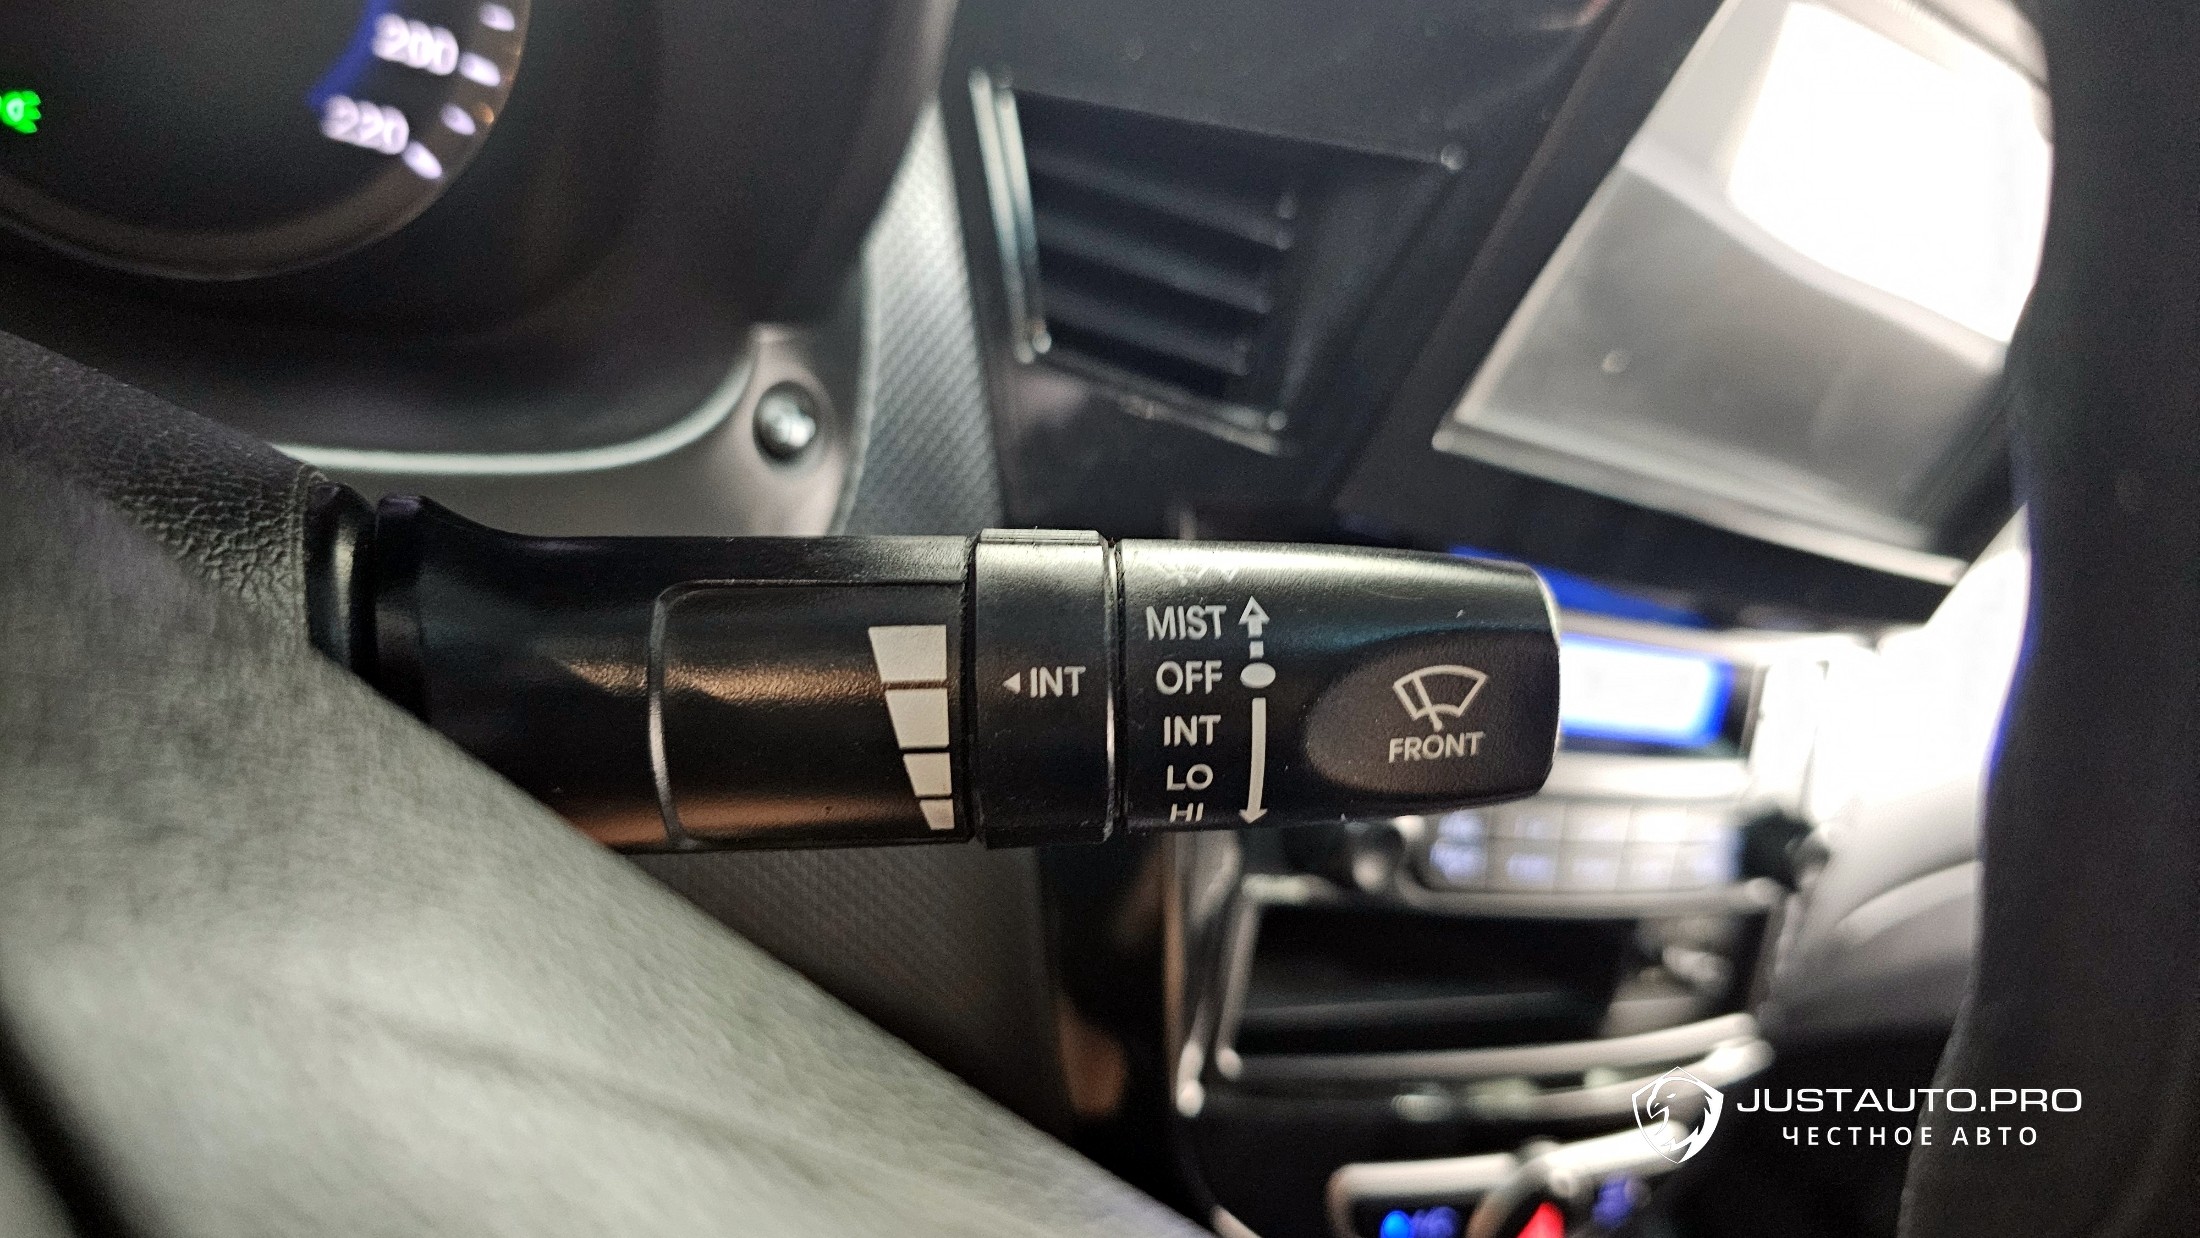 200
220
MIST
OFF
INT
INT
LO
HI
FRONT
JUSTAUTO.PRO
ЧЕСТНОЕ АВТО